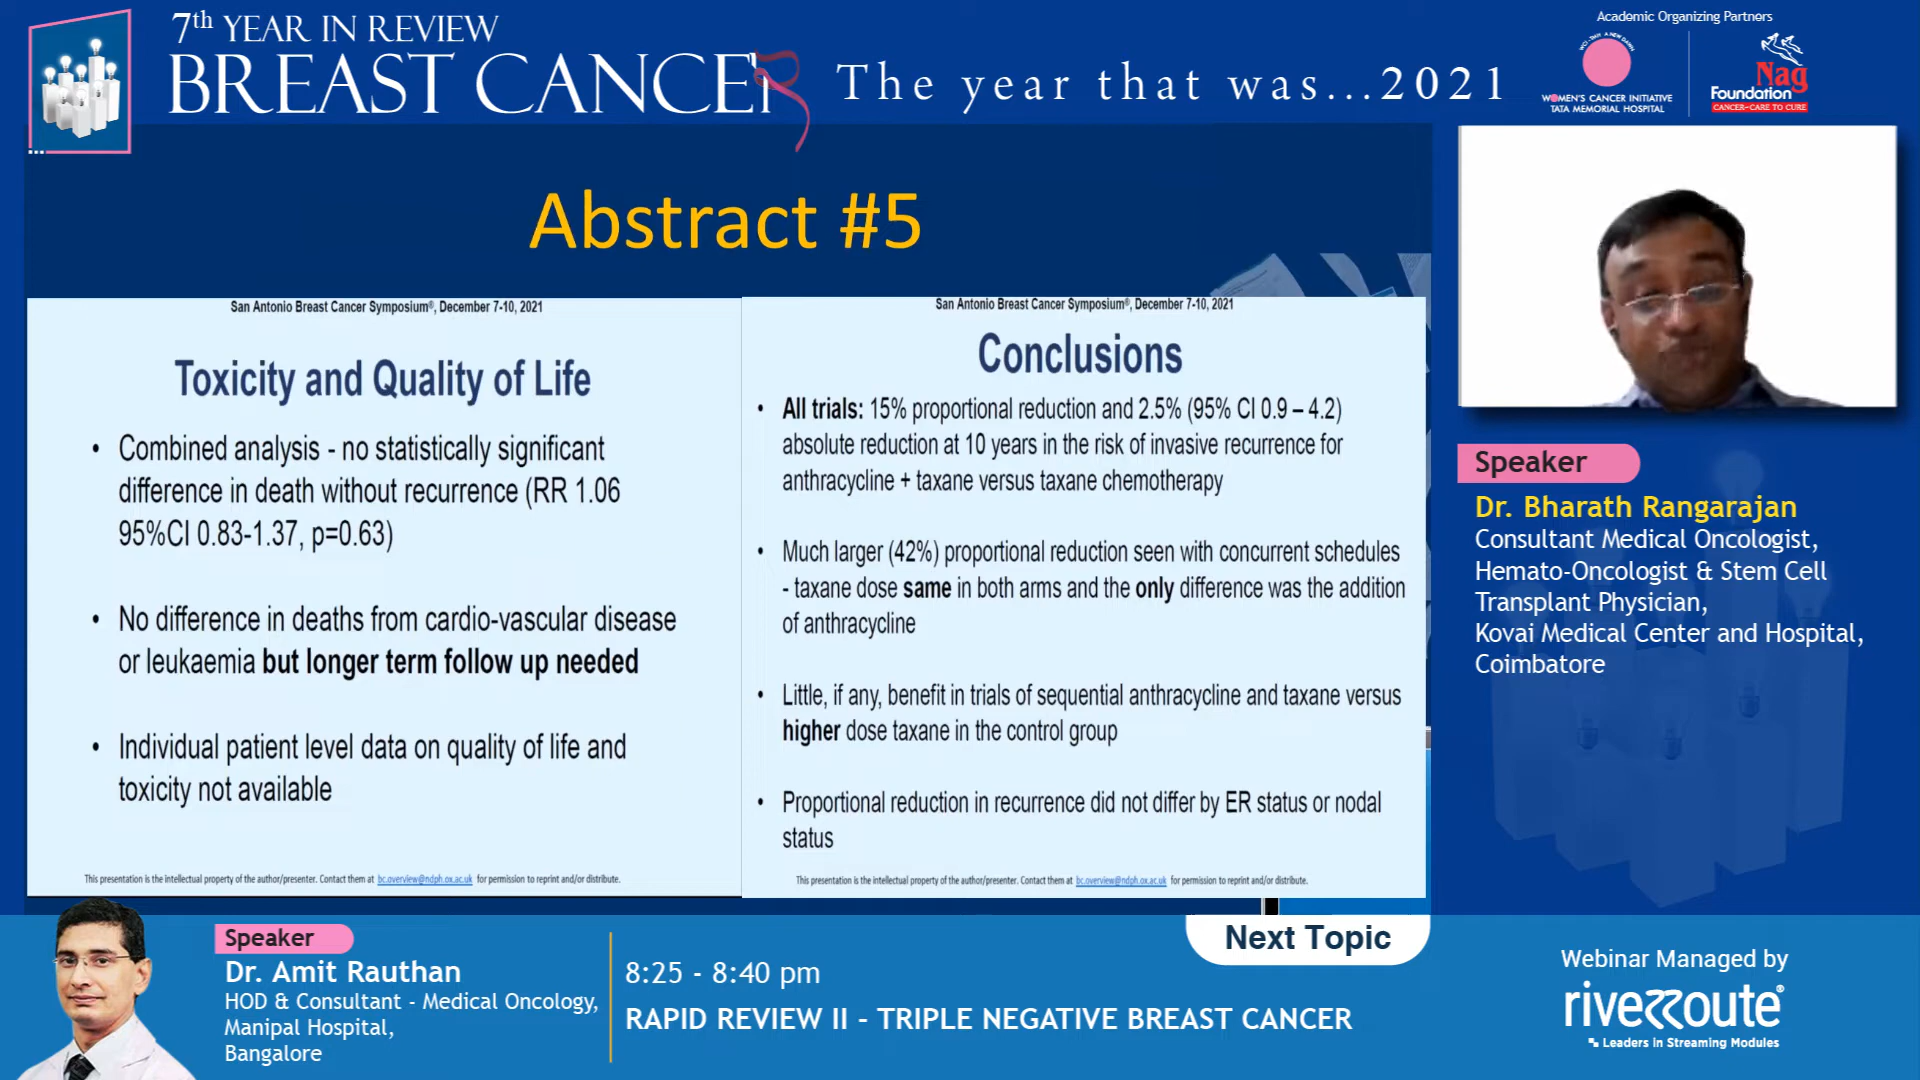 7th YEAR IN REVIEW
BREAST CANCER
The year that was...2021
Academic Organizing Partners
WOMEN'S CANCER INITIATIVE
TATA MEMORIAL HOSPITAL
Nag
Foundation
CANCER-CARE TO CURE
Abstract #5
San Antonio Breast Cancer Symposium®, December 7-10, 2021
Toxicity and Quality of Life
• Combined analysis - no statistically significant
difference in death without recurrence (RR 1.06
95%CI 0.83-1.37, p=0.63)
• No difference in deaths from cardio-vascular disease
or leukaemia but longer term follow up needed
• Individual patient level data on quality of life and
toxicity not available
This presentation is the intellectual property of the author/presenter. Contact them at bc.overview@ndph.ox.ac.uk for permission to reprint and/or distribute.
San Antonio Breast Cancer Symposium®, December 7-10, 2021
Conclusions
• All trials: 15% proportional reduction and 2.5% (95% CI 0.9 – 4.2)
absolute reduction at 10 years in the risk of invasive recurrence for
anthracycline + taxane versus taxane chemotherapy
• Much larger (42%) proportional reduction seen with concurrent schedules
- taxane dose same in both arms and the only difference was the addition
of anthracycline
• Little, if any, benefit in trials of sequential anthracycline and taxane versus
higher dose taxane in the control group
• Proportional reduction in recurrence did not differ by ER status or nodal
status
This presentation is the intellectual property of the author/presenter. Contact them at bc.overview@ndph.ox.ac.uk for permission to reprint and/or distribute.
Speaker
Dr. Bharath Rangarajan
Consultant Medical Oncologist,
Hemato-Oncologist & Stem Cell
Transplant Physician,
Kovai Medical Center and Hospital,
Coimbatore
Speaker
Dr. Amit Rauthan
HOD & Consultant - Medical Oncology,
Manipal Hospital,
Bangalore
Next Topic
8:25 - 8:40 pm
RAPID REVIEW II - TRIPLE NEGATIVE BREAST CANCER
Webinar Managed by
riverroute®
Leaders in Streaming Modules